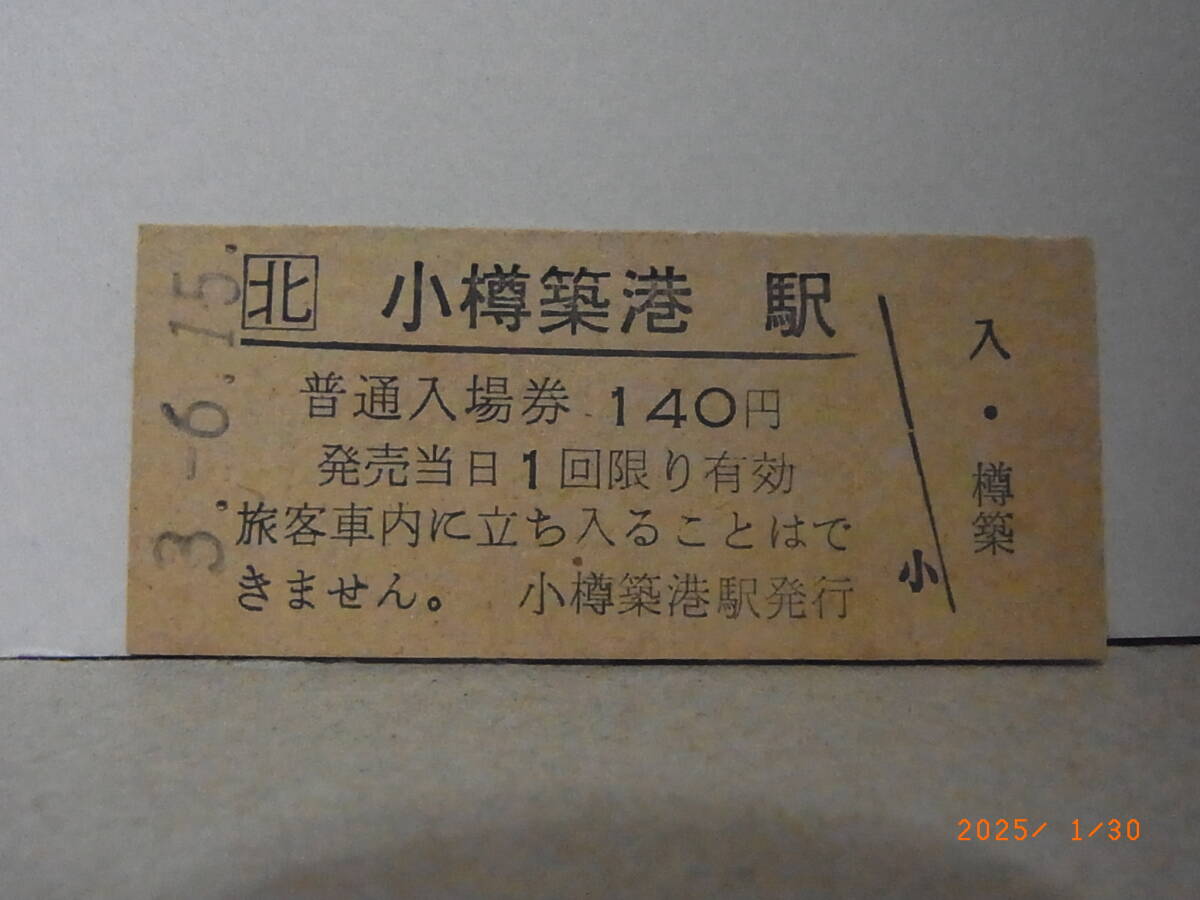 3.-6.15.
北 小樽築港 駅
普通入場券 140円
発売当日1回限り有効
旅客車内に立ち入ることはで
きません。 小樽築港駅発行
小
入・樽築
2025/ 1/30